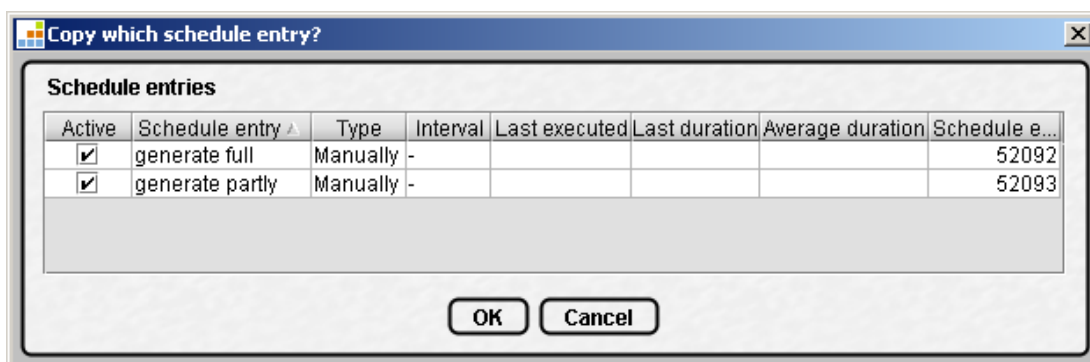 Copy which schedule entry?
Schedule entries
Active Schedule entry Type Interval Last executed Last duration Average duration Schedule e...
generate full Manually - 52092
generate partly Manually - 52093
OK Cancel